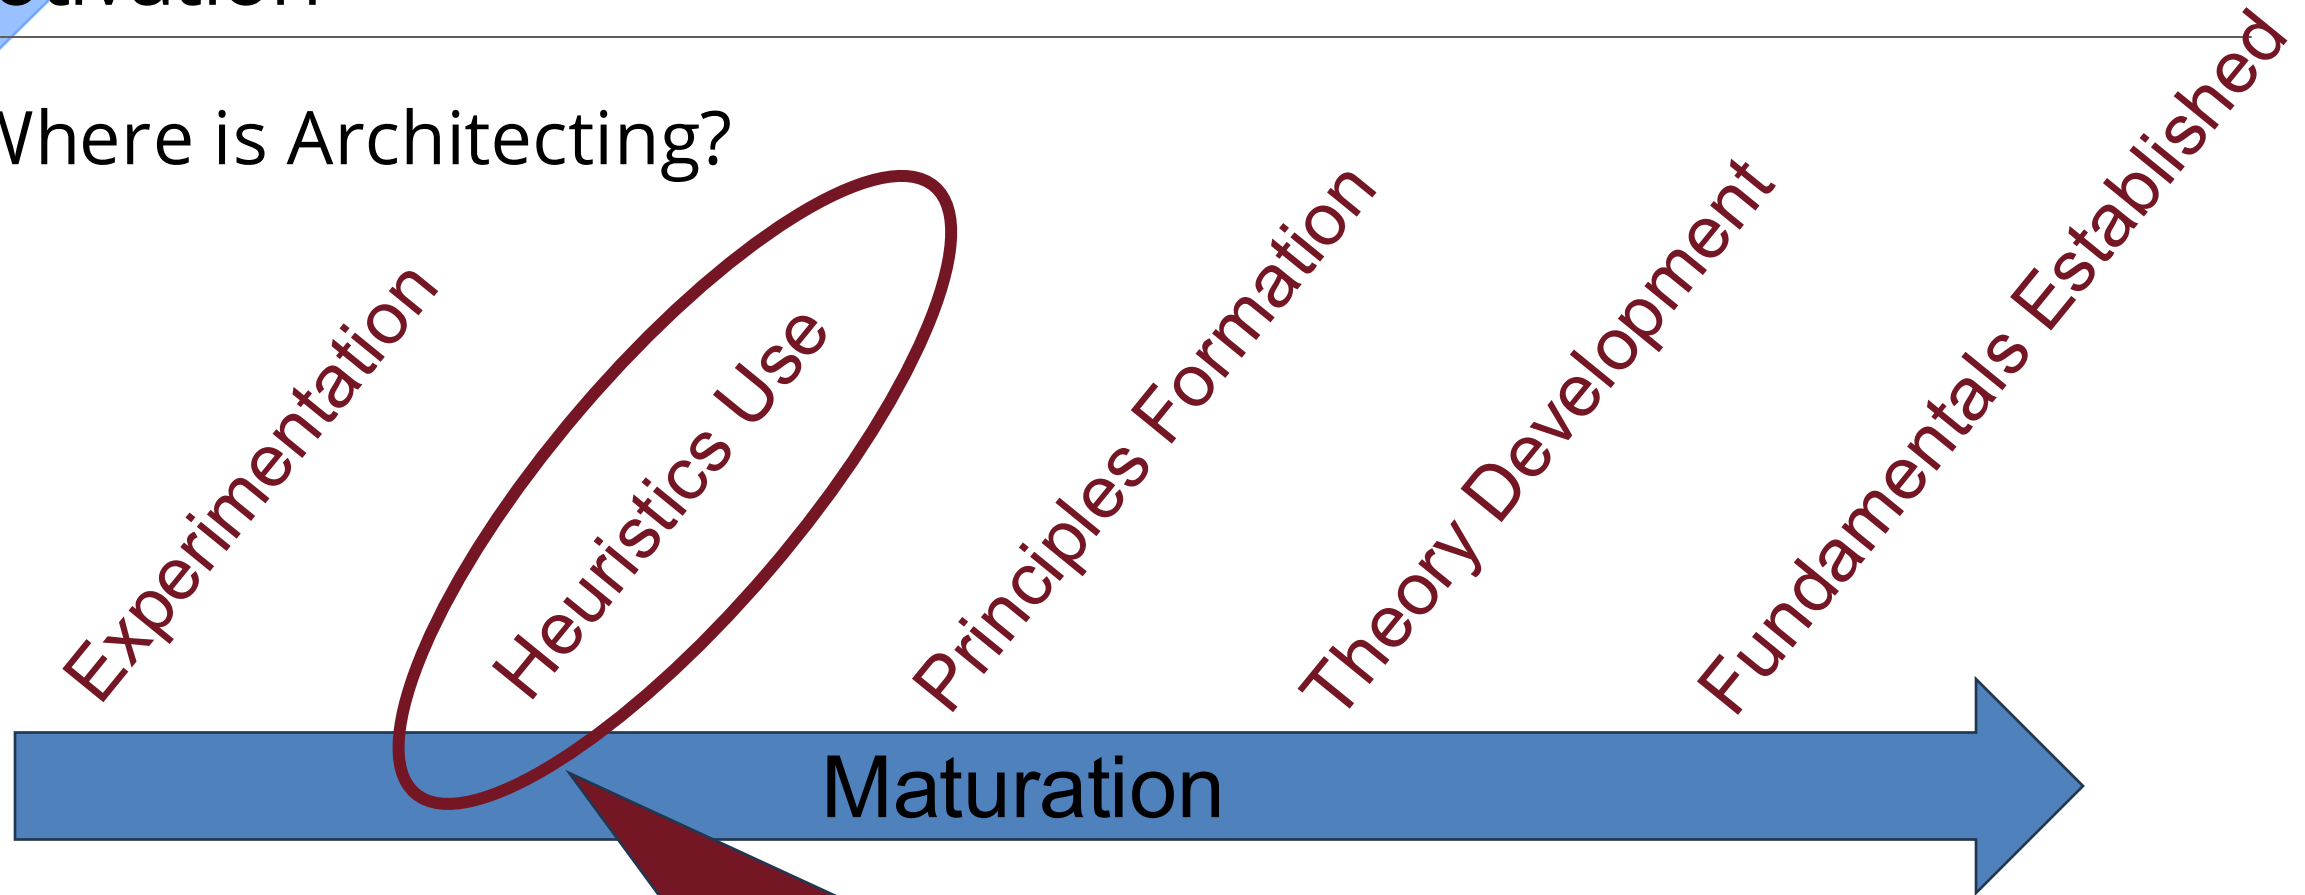 Where is Architecting?
Experimentation
Heuristics Use
Principles Formation
Theory Development
Fundamentals Established
Maturation